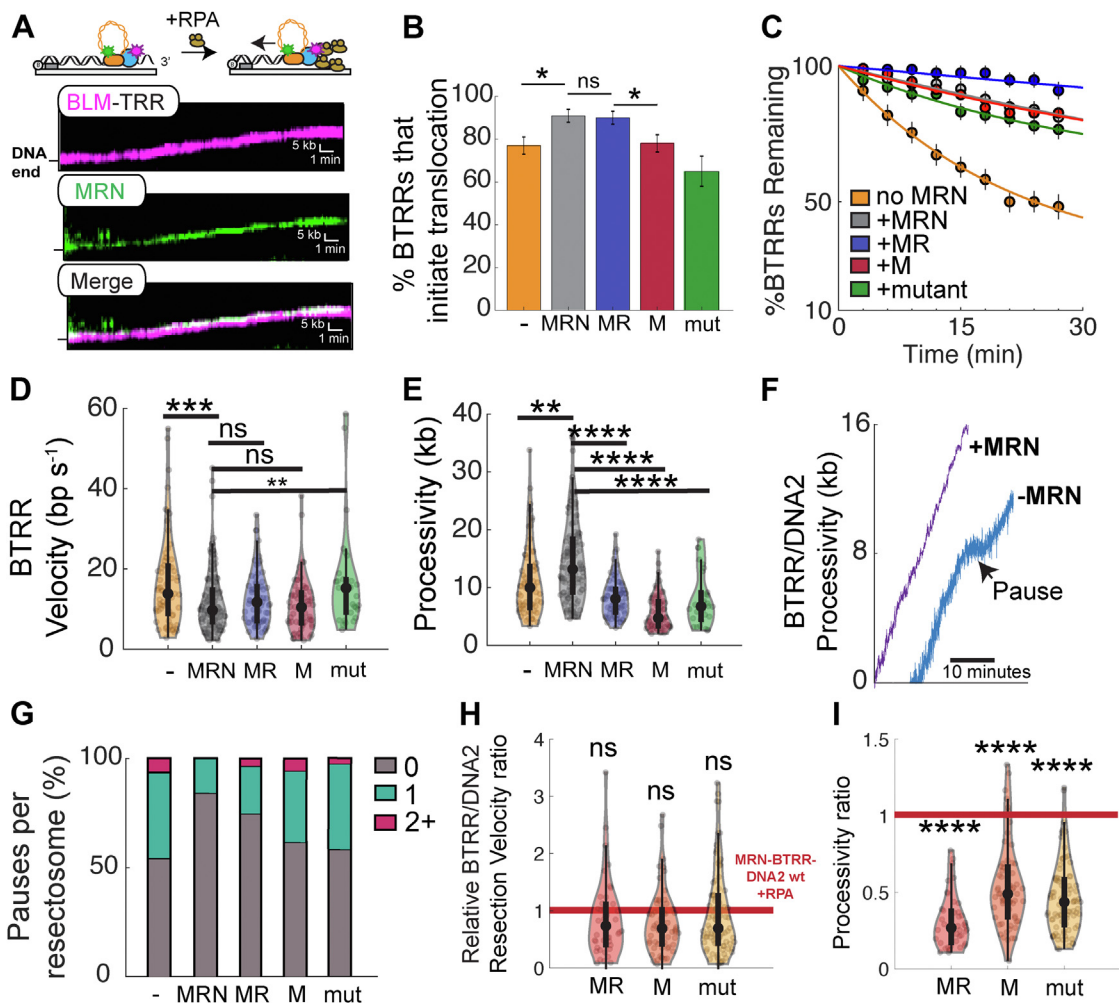 A
+RPA
3'
BLM-TRR
5 kb
1 min
DNA
end
MRN
5 kb
1 min
Merge
5 kb
1 min
B
% BTRRs that
initiate translocation
100
80
60
40
20
0
*
ns
*
- MRN MR M mut
C
%BTRRs Remaining
100
50
10
no MRN
+MRN
+MR
+M
+mutant
0 15 30
Time (min)
D
BTRR
Velocity (bp s⁻¹)
60
40
20
0
***
ns
ns
**
- MRN MR M mut
E
Processivity (kb)
40
30
20
10
0
**
****
****
****
- MRN MR M mut
F
BTRR/DNA2
Processivity (kb)
16
8
0
+MRN
-MRN
Pause
10 minutes
G
Pauses per
resectosome (%)
100
50
0
1
2+
- MRN MR M mut
H
Relative BTRR/DNA2
Resection Velocity ratio
4
3
2
1
0
ns
ns
ns
MRN-BTRR-
DNA2 wt
+RPA
MR M mut
I
Processivity ratio
1.5
1
0.5
0
****
****
****
MR M mut